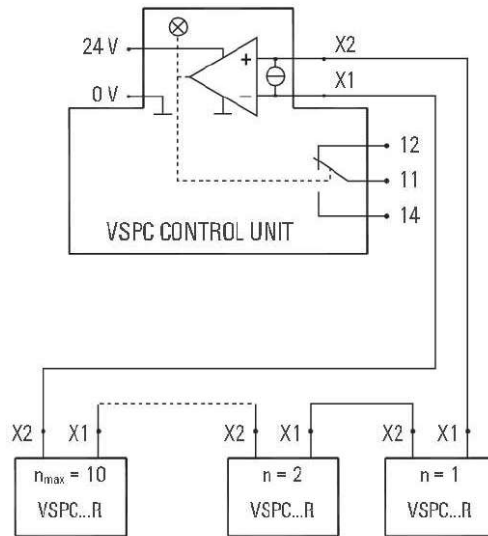 24 V
0 V
+
−
X2
X1
12
11
14
VSPC CONTROL UNIT
X2 X1 X2 X1 X2 X1
nmax = 10 n = 2 n = 1
VSPC...R VSPC...R VSPC...R